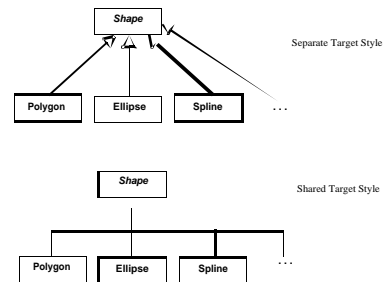 Shape
Separate Target Style
Polygon Ellipse Spline ...
Shape
Shared Target Style
Polygon Ellipse Spline ...